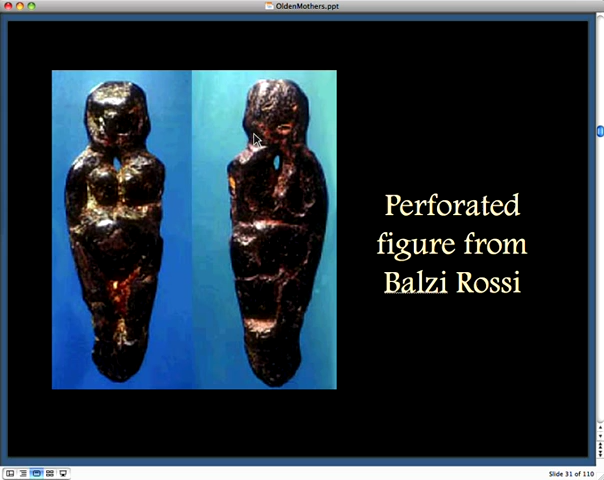 OldenMothers.ppt
Perforated
figure from
Balzi Rossi
Slide 31 of 110